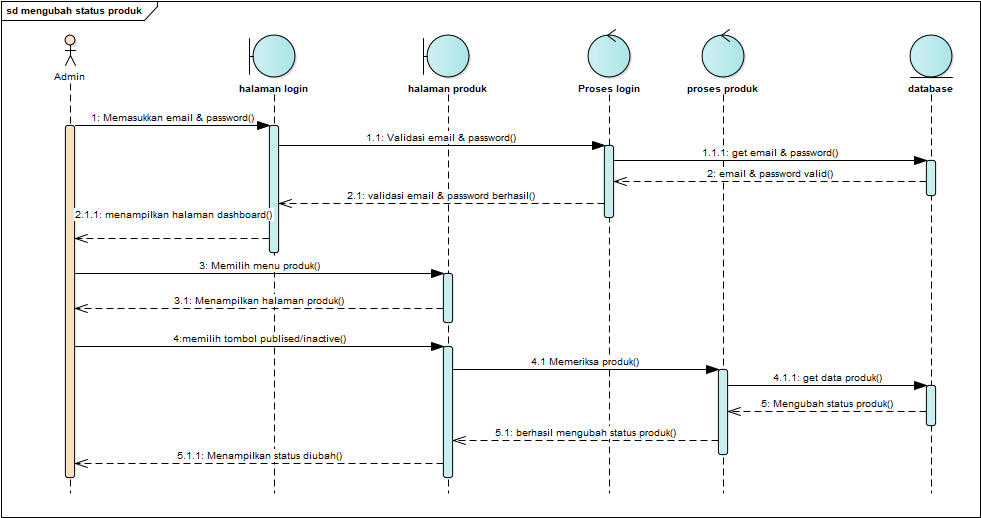 sd mengubah status produk
Admin
halaman login
halaman produk
Proses login
proses produk
database
1: Memasukkan email & password()
1.1: Validasi email & password()
1.1.1: get email & password()
2: email & password valid()
2.1: validasi email & password berhasil()
2.1.1: menampilkan halaman dashboard()
3: Memilih menu produk()
3.1: Menampilkan halaman produk()
4:memilih tombol publised/inactive()
4.1 Memeriksa produk()
4.1.1: get data produk()
5: Mengubah status produk()
5.1: berhasil mengubah status produk()
5.1.1: Menampilkan status diubah()